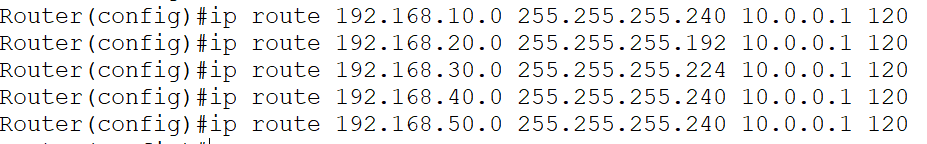 Router(config)#ip route 192.168.10.0 255.255.255.240 10.0.0.1 120
Router(config)#ip route 192.168.20.0 255.255.255.192 10.0.0.1 120
Router(config)#ip route 192.168.30.0 255.255.255.224 10.0.0.1 120
Router(config)#ip route 192.168.40.0 255.255.255.240 10.0.0.1 120
Router(config)#ip route 192.168.50.0 255.255.255.240 10.0.0.1 120